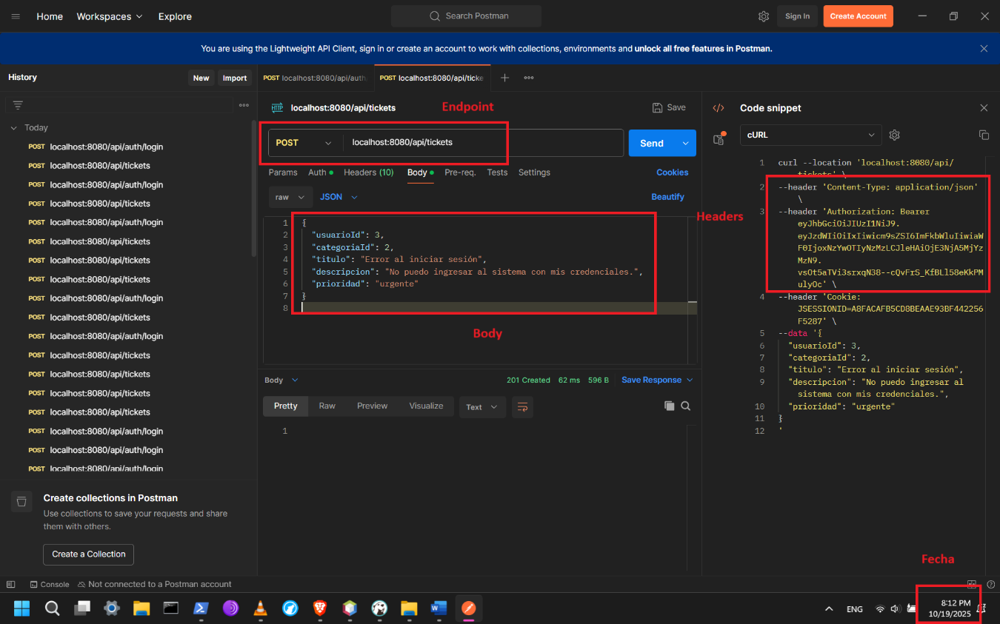 Home Workspaces Explore Search Postman Sign In Create Account
You are using the Lightweight API Client, sign in or create an account to work with collections, environments and unlock all free features in Postman.
History New Import
POST localhost:8080/api/auth
POST localhost:8080/api/ticke
Today
POST localhost:8080/api/auth/login
POST localhost:8080/api/tickets
POST localhost:8080/api/auth/login
POST localhost:8080/api/tickets
POST localhost:8080/api/auth/login
POST localhost:8080/api/tickets
POST localhost:8080/api/tickets
POST localhost:8080/api/tickets
POST localhost:8080/api/auth/login
POST localhost:8080/api/tickets
POST localhost:8080/api/auth/login
POST localhost:8080/api/tickets
POST localhost:8080/api/tickets
POST localhost:8080/api/tickets
POST localhost:8080/api/tickets
POST localhost:8080/api/auth/login
POST localhost:8080/api/auth/login
POST localhost:8080/api/auth/login
Create collections in Postman
Use collections to save your requests and share
them with others.
Create a Collection
HTTP localhost:8080/api/tickets
Endpoint
Save
POST localhost:8080/api/tickets
Send
Params Auth Headers (10) Body Pre-req. Tests Settings Cookies
raw JSON Beautify
1 {
2 "usuarioId": 3,
3 "categoriaId": 2,
4 "titulo": "Error al iniciar sesión",
5 "descripcion": "No puedo ingresar al sistema con mis credenciales.",
6 "prioridad": "urgente"
7 }
8
Body
Body 201 Created 62 ms 596 B Save Response
Pretty Raw Preview Visualize Text
1
Code snippet
cURL
1 curl --location 'localhost:8080/api/
tickets' \
2 --header 'Content-Type: application/json'
\
Headers
3 --header 'Authorization: Bearer
eyJhbGciOiJIUzI1NiJ9.
eyJzdWIiOiIxIiwicm9sZSI6ImFkbWluIiwiaW
F0IjoxNzYwOTIyNzMzLCJleHAiOjE3NjA5MjYz
MzN9.
vsOt5aTVi3srxqN38--cQvFrS_KfBLl58eKkPM
ulyOc' \
4 --header 'Cookie:
JSESSIONID=A8FACAFB5CD8BEAAE93BF442256
F5287' \
5 --data '{
6 "usuarioId": 3,
7 "categoriaId": 2,
8 "titulo": "Error al iniciar sesión",
9 "descripcion": "No puedo ingresar al
sistema con mis credenciales.",
10 "prioridad": "urgente"
11 }
12 '
Fecha
Console Not connected to a Postman account
ENG
8:12 PM
10/19/2025